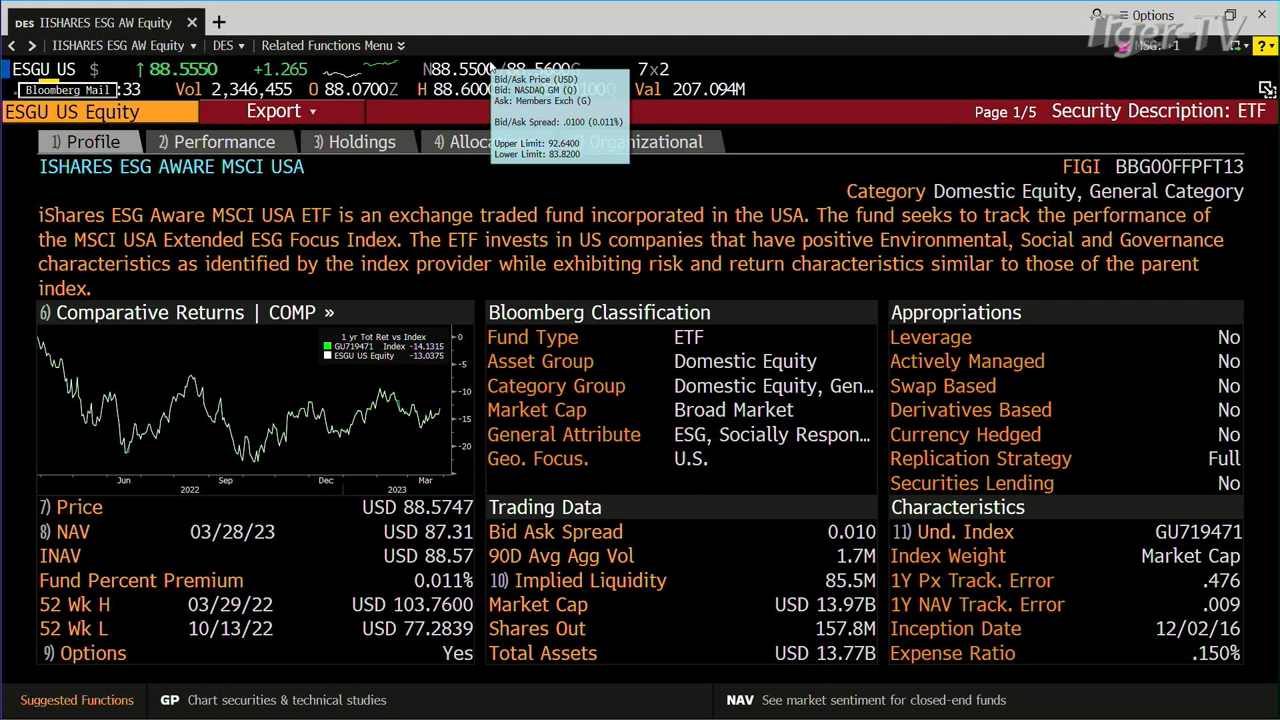 DES IISHARES ESG AW Equity × +
Options
IISHARES ESG AW Equity DES Related Functions Menu
MSG: +1
?
ESGU US $ ↑ 88.5550 +1.265 N88.5500/88.5600G 7x2
Bloomberg Mail :33 Vol 2,346,455 O 88.0700Z H 88.6000 Val 207.094M
Bid/Ask Price (USD)
Bid: NASDAQ GM (Q)
Ask: Members Exch (G)
Bid/Ask Spread: .0100 (0.011%)
Upper Limit: 92.6400
Lower Limit: 83.8200
Tiger-TV
ESGU US Equity Export Page 1/5 Security Description: ETF
1) Profile 2) Performance 3) Holdings 4) Alloca Organizational
ISHARES ESG AWARE MSCI USA FIGI BBG00FFPFT13
Category Domestic Equity, General Category
iShares ESG Aware MSCI USA ETF is an exchange traded fund incorporated in the USA. The fund seeks to track the performance of
the MSCI USA Extended ESG Focus Index. The ETF invests in US companies that have positive Environmental, Social and Governance
characteristics as identified by the index provider while exhibiting risk and return characteristics similar to those of the parent
index.
6) Comparative Returns | COMP »
1 yr Tot Ret vs Index
GU719471 Index -14.1315
ESGU US Equity -13.0375
0
-5
-10
-15
-20
Jun Sep Dec Mar
2022 2023
7) Price USD 88.5747
8) NAV 03/28/23 USD 87.31
INAV USD 88.57
Fund Percent Premium 0.011%
52 Wk H 03/29/22 USD 103.7600
52 Wk L 10/13/22 USD 77.2839
9) Options Yes
Bloomberg Classification
Fund Type ETF
Asset Group Domestic Equity
Category Group Domestic Equity, Gen...
Market Cap Broad Market
General Attribute ESG, Socially Respon...
Geo. Focus. U.S.
Trading Data
Bid Ask Spread 0.010
90D Avg Agg Vol 1.7M
10) Implied Liquidity 85.5M
Market Cap USD 13.97B
Shares Out 157.8M
Total Assets USD 13.77B
Appropriations
Leverage No
Actively Managed No
Swap Based No
Derivatives Based No
Currency Hedged No
Replication Strategy Full
Securities Lending No
Characteristics
11) Und. Index GU719471
Index Weight Market Cap
1Y Px Track. Error .476
1Y NAV Track. Error .009
Inception Date 12/02/16
Expense Ratio .150%
Suggested Functions GP Chart securities & technical studies NAV See market sentiment for closed-end funds